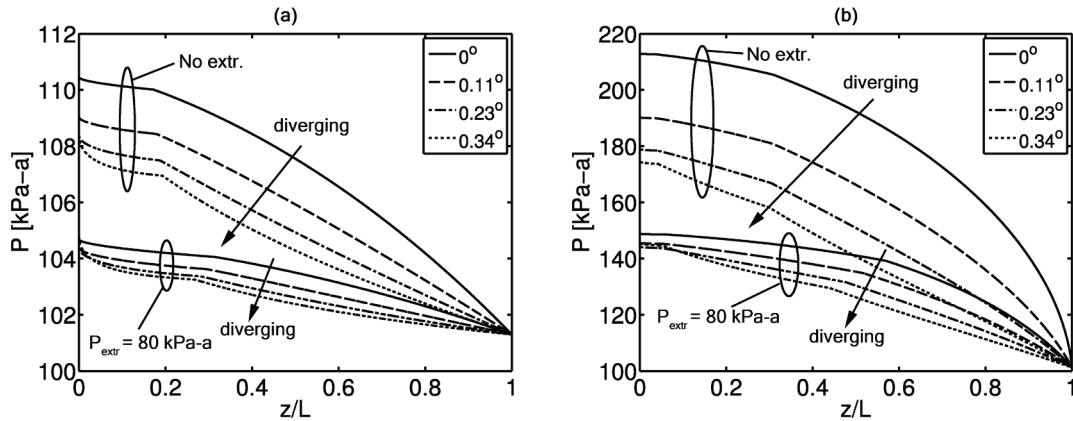 (a)
112
110
108
106
104
102
100
P [kPa-a]
0
0.2
0.4
0.6
0.8
1
z/L
No extr.
diverging
diverging
P_extr = 80 kPa-a
0°
0.11°
0.23°
0.34°
(b)
220
200
180
160
140
120
100
P [kPa-a]
0
0.2
0.4
0.6
0.8
1
z/L
No extr.
diverging
P_extr = 80 kPa-a
diverging
0°
0.11°
0.23°
0.34°